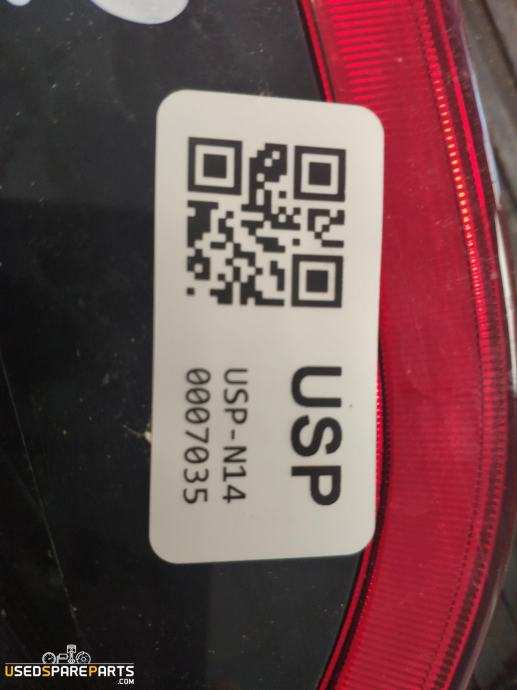 USP
USP-N14
0007035
USEDSPAREPARTS
.COM